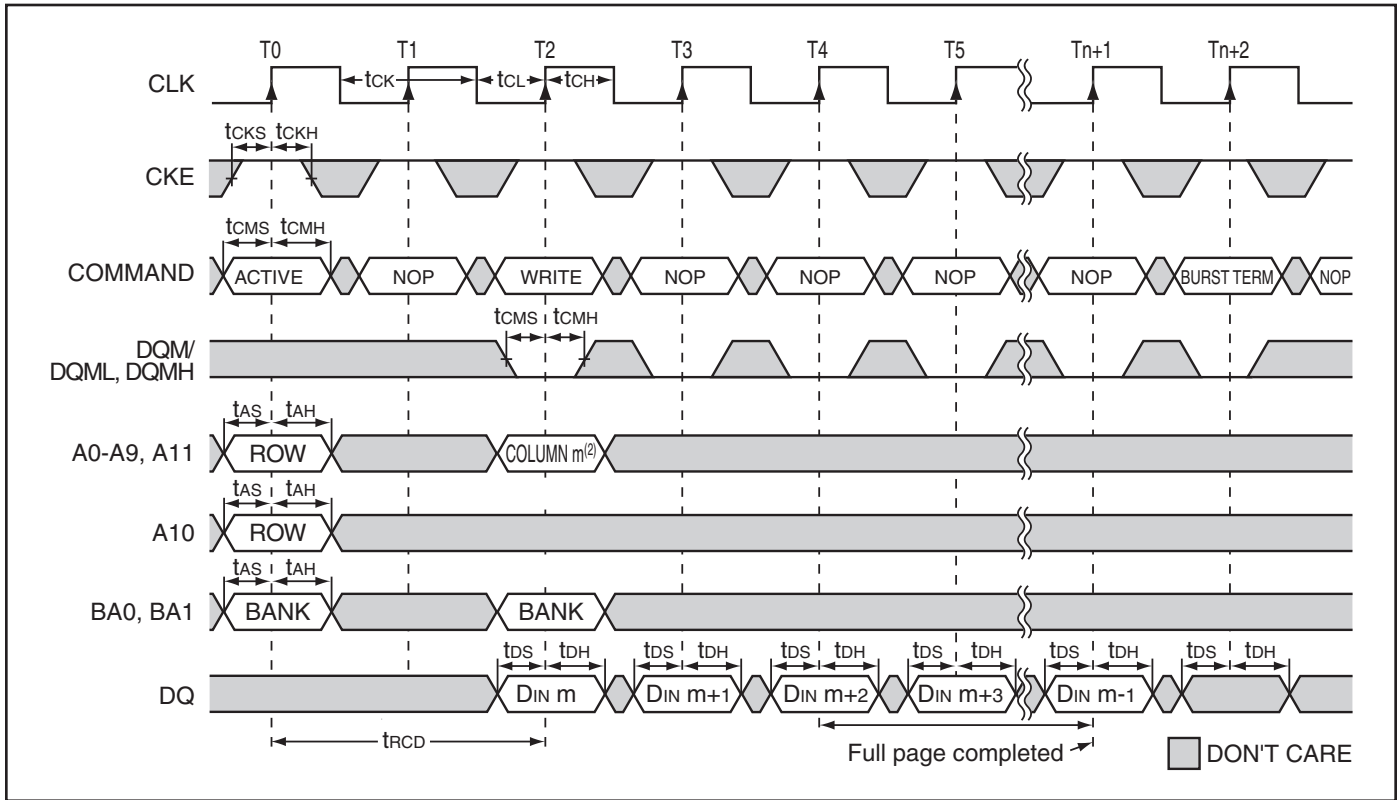 T0 T1 T2 T3 T4 T5 Tn+1 Tn+2
CLK
tCK tCL tCH
tCKS tCKH
CKE
tCMS tCMH
COMMAND ACTIVE NOP WRITE NOP NOP NOP NOP BURST TERM NOP
tCMS tCMH
DQM/
DQML, DQMH
tAS tAH
A0-A9, A11 ROW COLUMN m(2)
tAS tAH
A10 ROW
tAS tAH
BA0, BA1 BANK BANK
tDS tDH tDS tDH tDS tDH tDS tDH tDS tDH tDS tDH
DQ DIN m DIN m+1 DIN m+2 DIN m+3 DIN m-1
tRCD
Full page completed
DON'T CARE